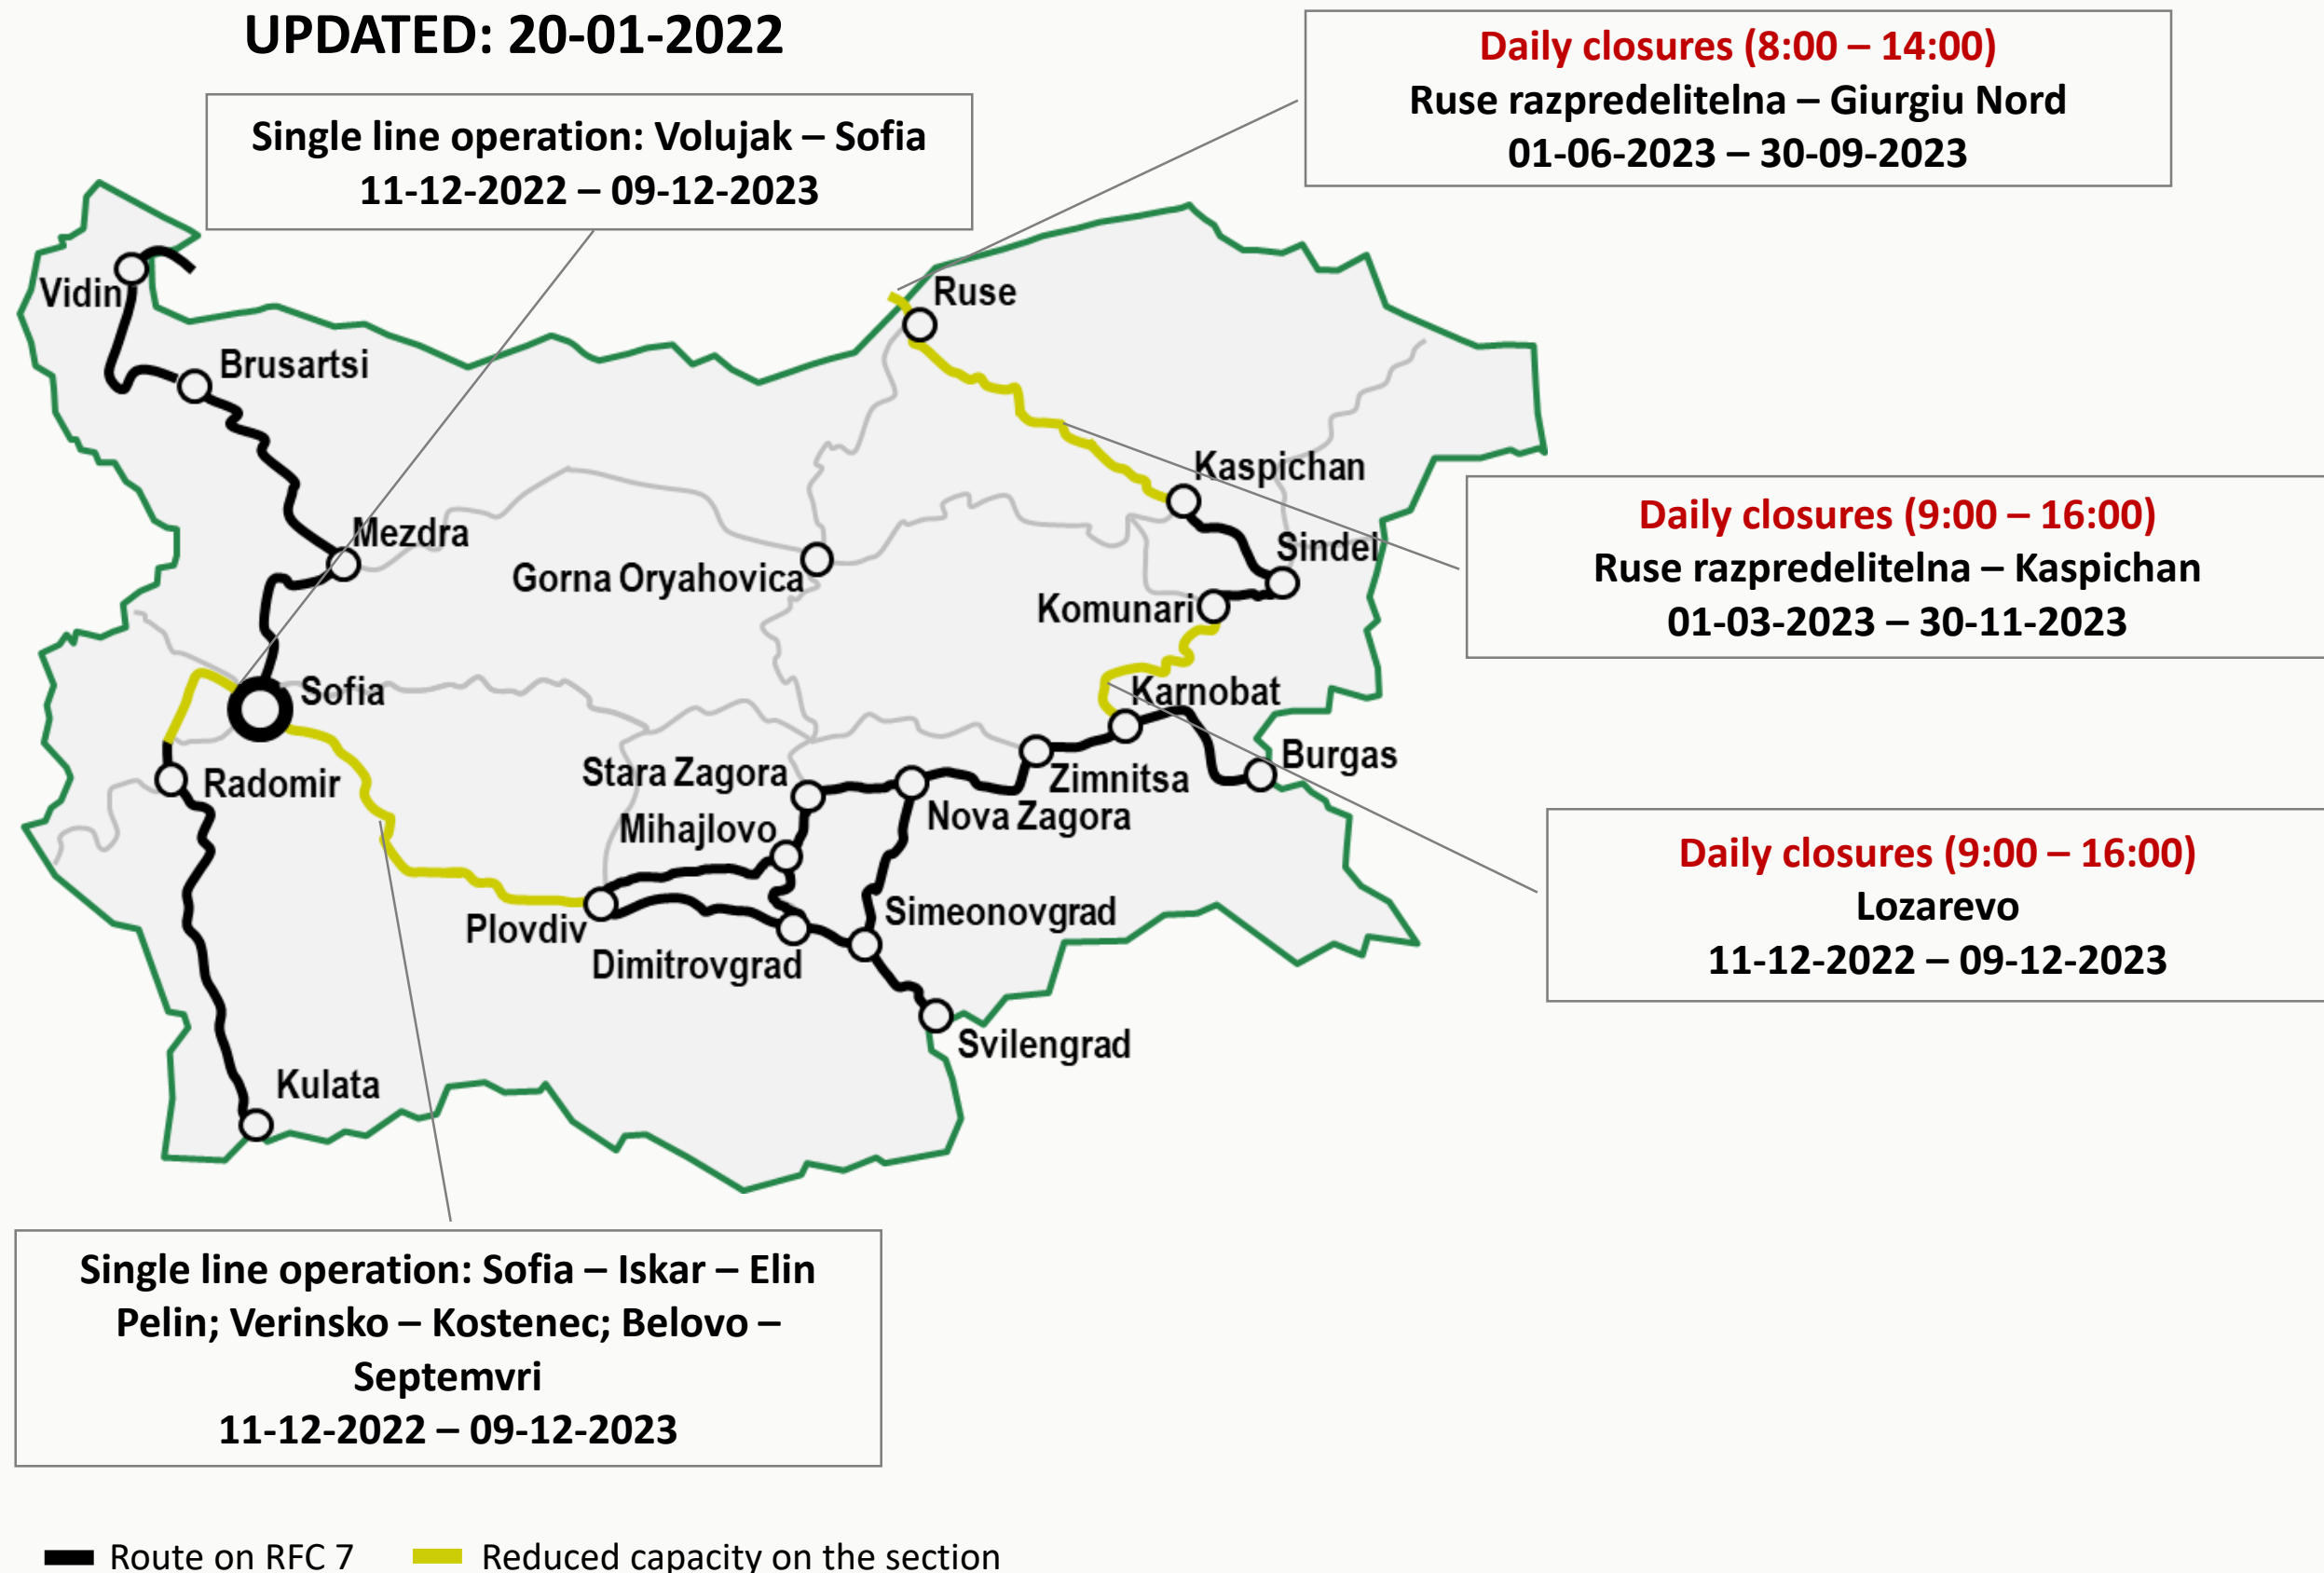 UPDATED: 20-01-2022
Daily closures (8:00 – 14:00)
Ruse razpredelitelna – Giurgiu Nord
01-06-2023 – 30-09-2023
Single line operation: Volujak – Sofia
11-12-2022 – 09-12-2023
Vidin
Ruse
Brusartsi
Kaspichan
Mezdra
Daily closures (9:00 – 16:00)
Ruse razpredelitelna – Kaspichan
01-03-2023 – 30-11-2023
Sindel
Gorna Oryahovica
Komunari
Sofia
Karnobat
Burgas
Radomir
Stara Zagora
Zimnitsa
Nova Zagora
Mihajlovo
Daily closures (9:00 – 16:00)
Lozarevo
11-12-2022 – 09-12-2023
Simeonovgrad
Plovdiv
Dimitrovgrad
Svilengrad
Kulata
Single line operation: Sofia – Iskar – Elin
Pelin; Verinsko – Kostenec; Belovo –
Septemvri
11-12-2022 – 09-12-2023
Route on RFC 7
Reduced capacity on the section